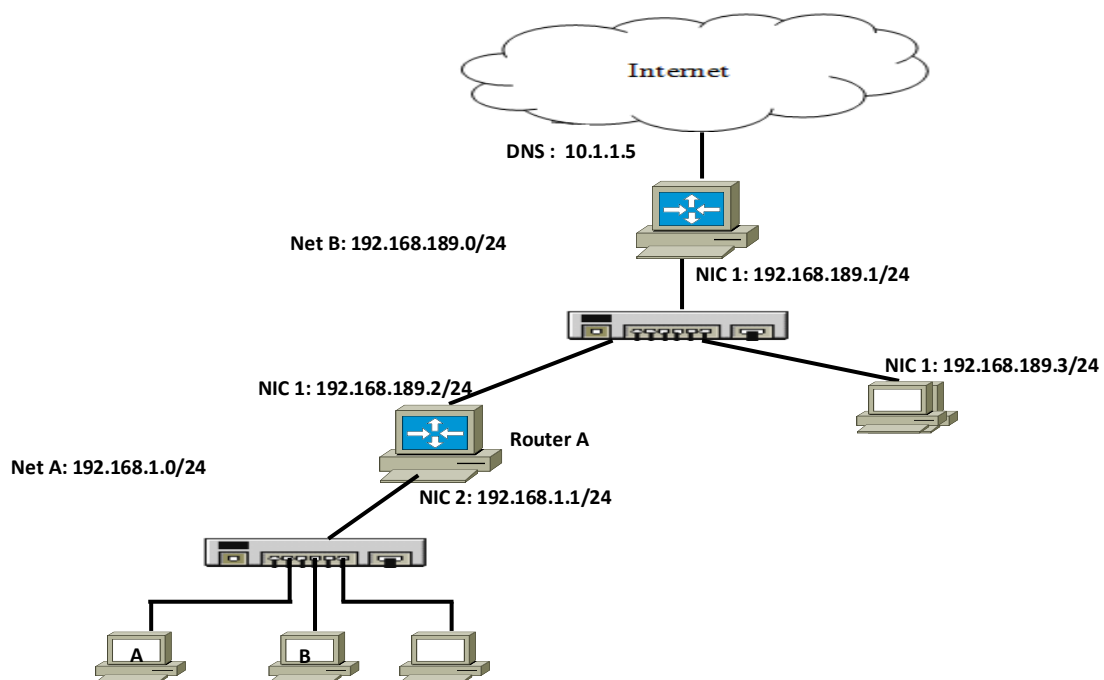 Internet
DNS : 10.1.1.5
Net B: 192.168.189.0/24
NIC 1: 192.168.189.1/24
NIC 1: 192.168.189.3/24
NIC 1: 192.168.189.2/24
Router A
Net A: 192.168.1.0/24
NIC 2: 192.168.1.1/24
A
B